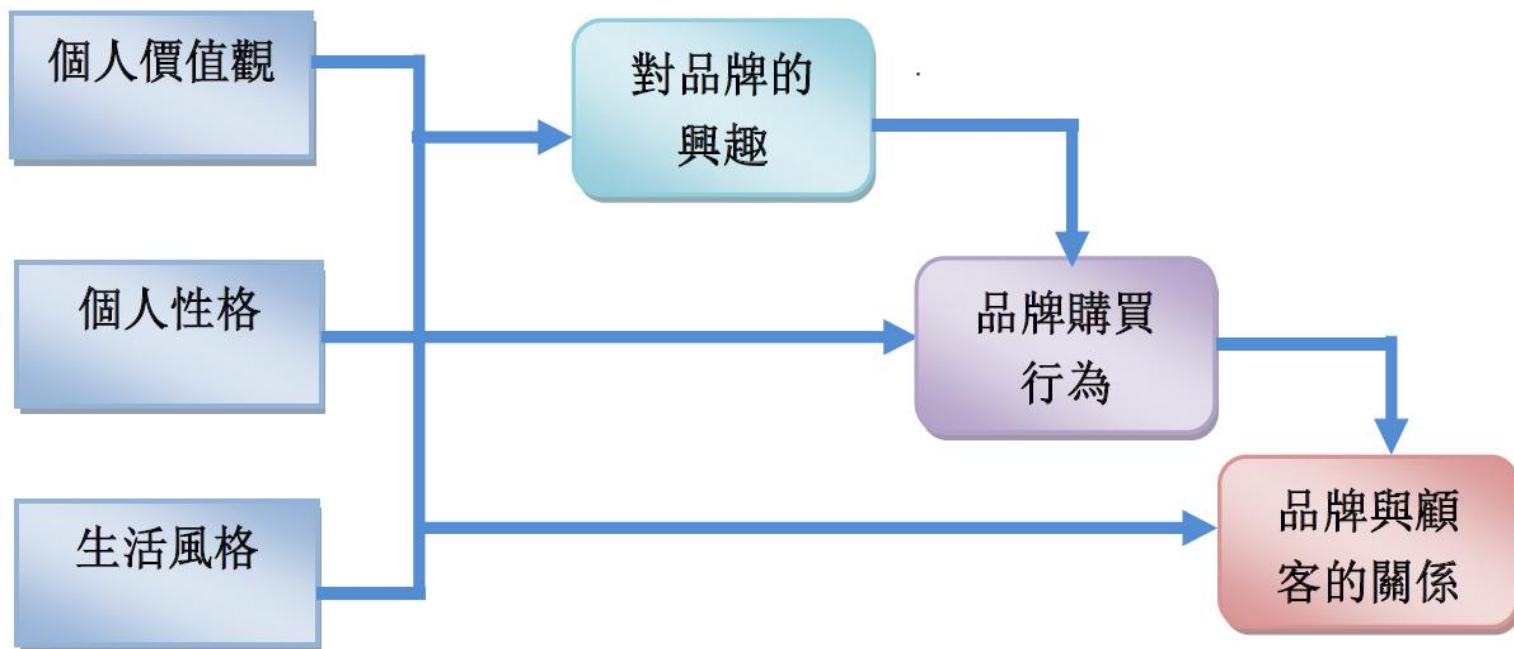 個人價值觀
對品牌的
興趣
個人性格
品牌購買
行為
生活風格
品牌與顧
客的關係